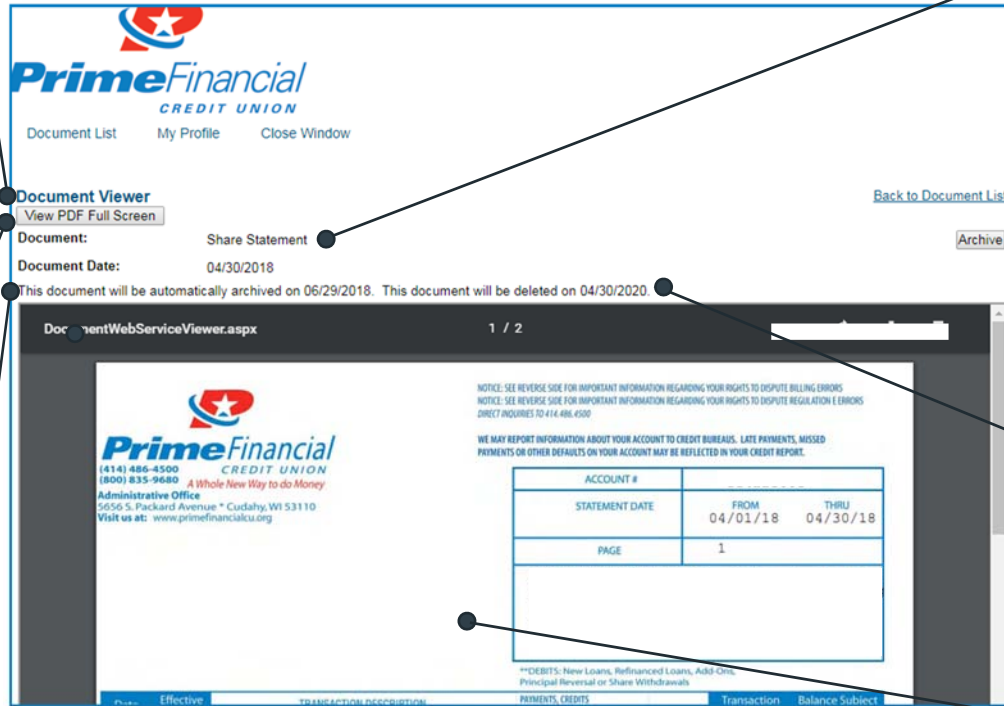 PrimeFinancial
CREDIT UNION
Document List My Profile Close Window
Document Viewer Back to Document List
View PDF Full Screen
Document: Share Statement Archive
Document Date: 04/30/2018
This document will be automatically archived on 06/29/2018. This document will be deleted on 04/30/2020.
DocumentWebServiceViewer.aspx 1 / 2
NOTICE: SEE REVERSE SIDE FOR IMPORTANT INFORMATION REGARDING YOUR RIGHTS TO DISPUTE BILLING ERRORS
NOTICE: SEE REVERSE SIDE FOR IMPORTANT INFORMATION REGARDING YOUR RIGHTS TO DISPUTE REGULATION E ERRORS
DIRECT INQUIRIES TO 414.486.4500
WE MAY REPORT INFORMATION ABOUT YOUR ACCOUNT TO CREDIT BUREAUS. LATE PAYMENTS, MISSED
PAYMENTS OR OTHER DEFAULTS ON YOUR ACCOUNT MAY BE REFLECTED IN YOUR CREDIT REPORT.
PrimeFinancial
(414) 486-4500 CREDIT UNION
(800) 835-9680 A Whole New Way to do Money
Administrative Office
5656 S. Packard Avenue * Cudahy, WI 53110
Visit us at: www.primefinancialcu.org
ACCOUNT #
STATEMENT DATE FROM THRU
04/01/18 04/30/18
PAGE 1
**DEBITS: New Loans, Refinanced Loans, Add-Ons,
Principal Reversal or Share Withdrawals
Date Effective TRANSACTION DESCRIPTION PAYMENTS, CREDITS Transaction Balance Subject